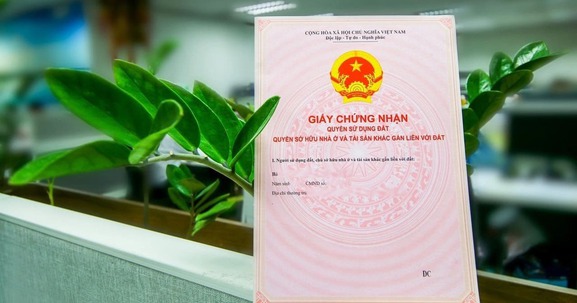 CỘNG HÒA XÃ HỘI CHỦ NGHĨA VIỆT NAM
Độc lập - Tự do - Hạnh phúc
GIẤY CHỨNG NHẬN
QUYỀN SỬ DỤNG ĐẤT
QUYỀN SỞ HỮU NHÀ Ở VÀ TÀI SẢN KHÁC GẮN LIỀN VỚI ĐẤT
I. Người sử dụng đất, chủ sở hữu nhà ở và tài sản khác gắn liền với đất:
Bà
Năm sinh: CMND số:
Địa chỉ thường trú:
DC